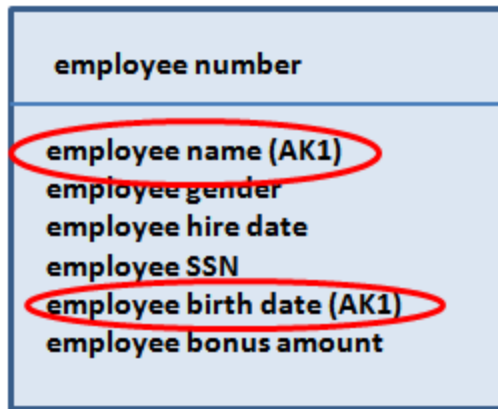 employee number
employee name (AK1)
employee gender
employee hire date
employee SSN
employee birth date (AK1)
employee bonus amount